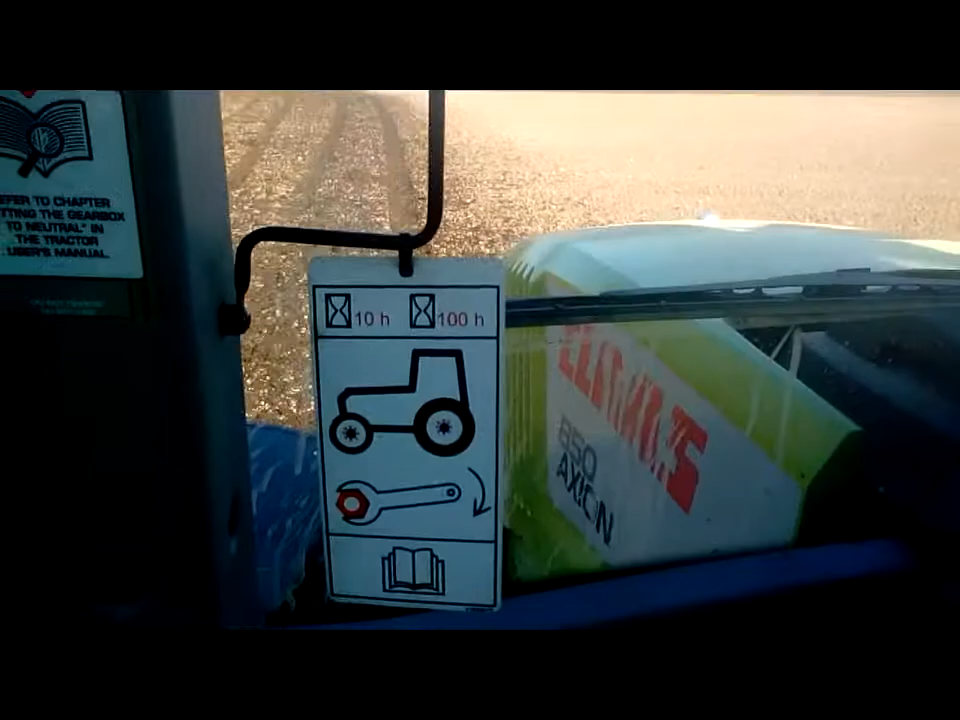 EFER TO CHAPTER
TTING THE GEARBOX
TO NEUTRAL" IN
THE TRACTOR
USER'S MANUAL.
10 h 100 h
CLAAS
850
AXION